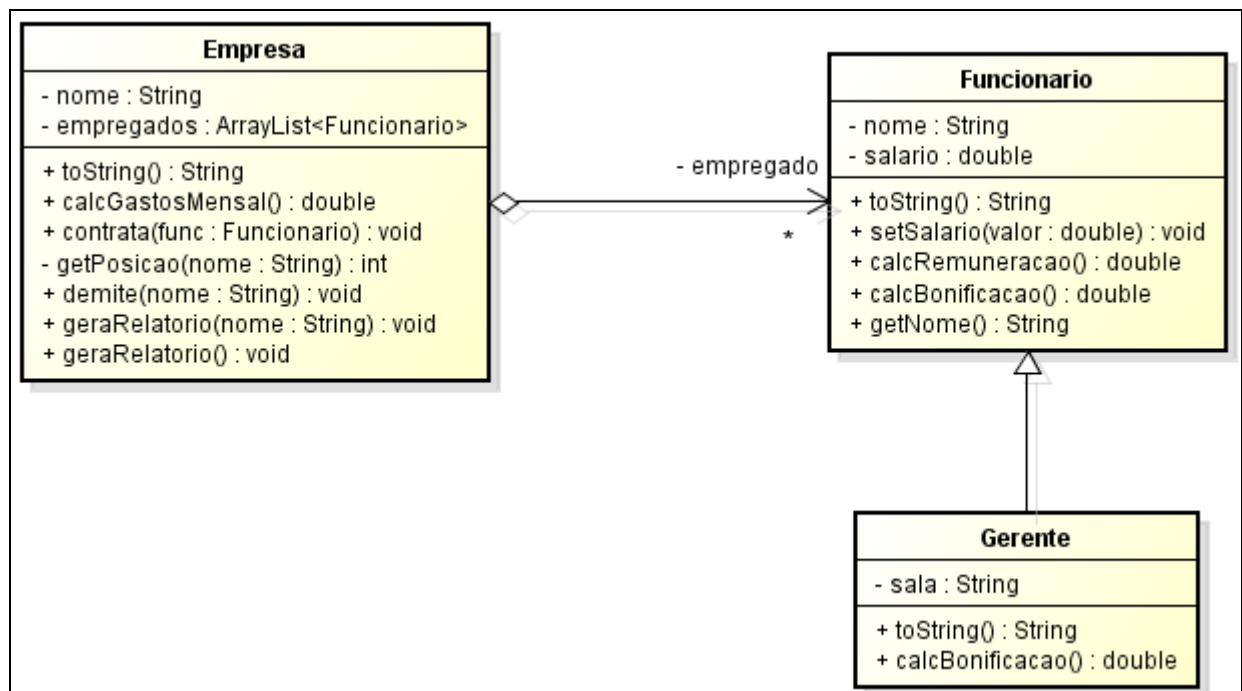 Empresa
- nome : String
- empregados : ArrayList<Funcionario>
+ toString() : String
+ calcGastosMensal() : double
+ contrata(func : Funcionario) : void
- getPosicao(nome : String) : int
+ demite(nome : String) : void
+ geraRelatorio(nome : String) : void
+ geraRelatorio() : void
- empregado
*
Funcionario
- nome : String
- salario : double
+ toString() : String
+ setSalario(valor : double) : void
+ calcRemuneracao() : double
+ calcBonificacao() : double
+ getNome() : String
Gerente
- sala : String
+ toString() : String
+ calcBonificacao() : double